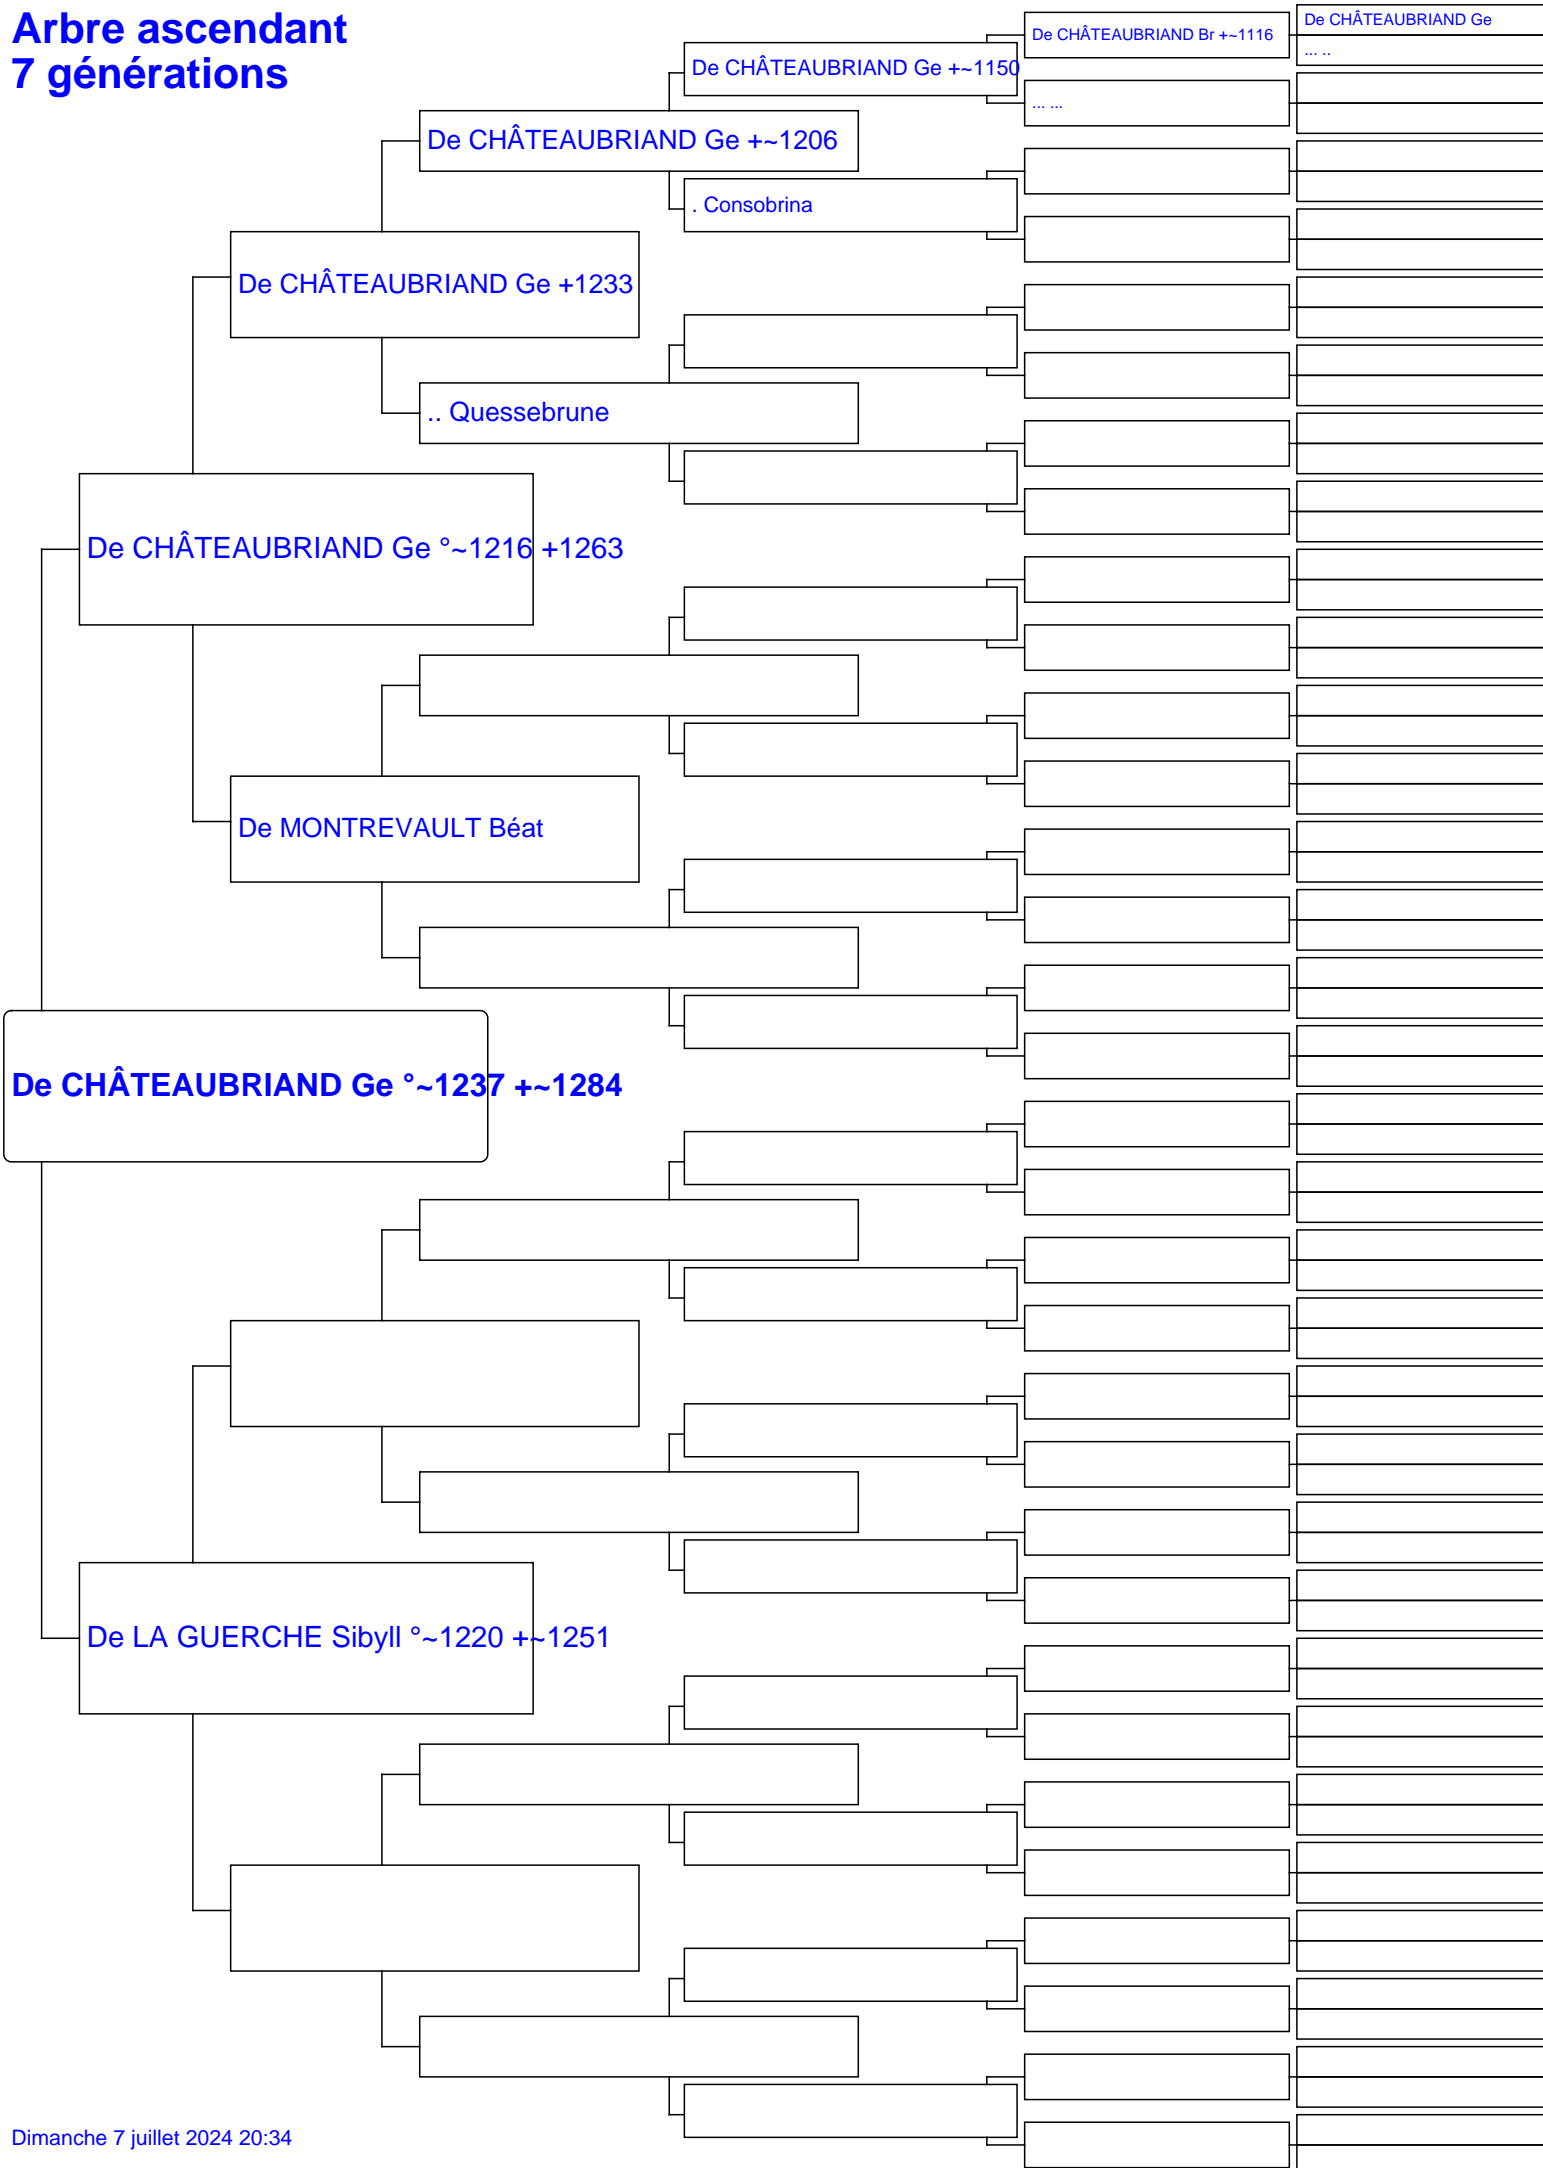 Arbre ascendant
7 générations
De CHÂTEAUBRIAND Ge
... ..
De CHÂTEAUBRIAND Br +~1116
De CHÂTEAUBRIAND Ge +~1150
... ...
De CHÂTEAUBRIAND Ge +~1206
. Consobrina
De CHÂTEAUBRIAND Ge +1233
.. Quessebrune
De CHÂTEAUBRIAND Ge °~1216 +1263
De MONTREVAULT Béat
De CHÂTEAUBRIAND Ge °~1237 +~1284
De LA GUERCHE Sibyll °~1220 +~1251
Dimanche 7 juillet 2024 20:34